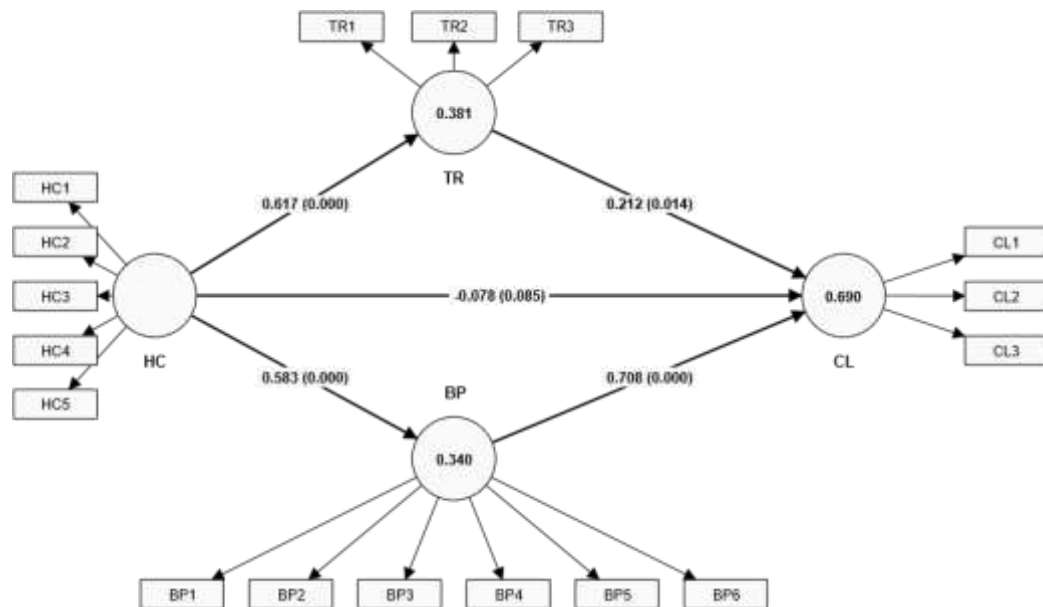 TR1
TR2
TR3
0.381
TR
HC1
HC2
HC3
HC4
HC5
HC
0.617 (0.000)
0.212 (0.014)
-0.078 (0.085)
0.583 (0.000)
0.708 (0.000)
0.690
CL
CL1
CL2
CL3
BP
0.340
BP1
BP2
BP3
BP4
BP5
BP6